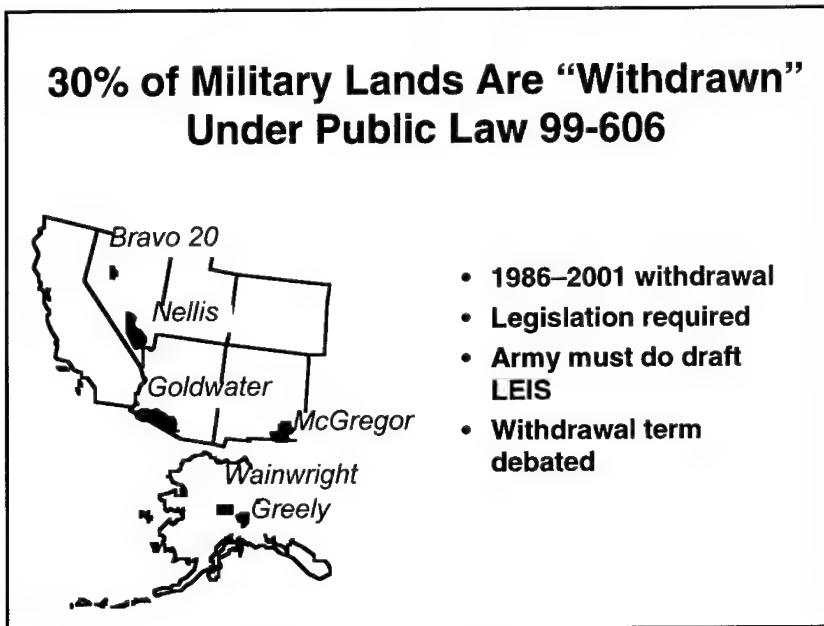 30% of Military Lands Are “Withdrawn”
Under Public Law 99-606
Bravo 20
Nellis
Goldwater
McGregor
Wainwright
Greely
• 1986–2001 withdrawal
• Legislation required
• Army must do draft
LEIS
• Withdrawal term
debated